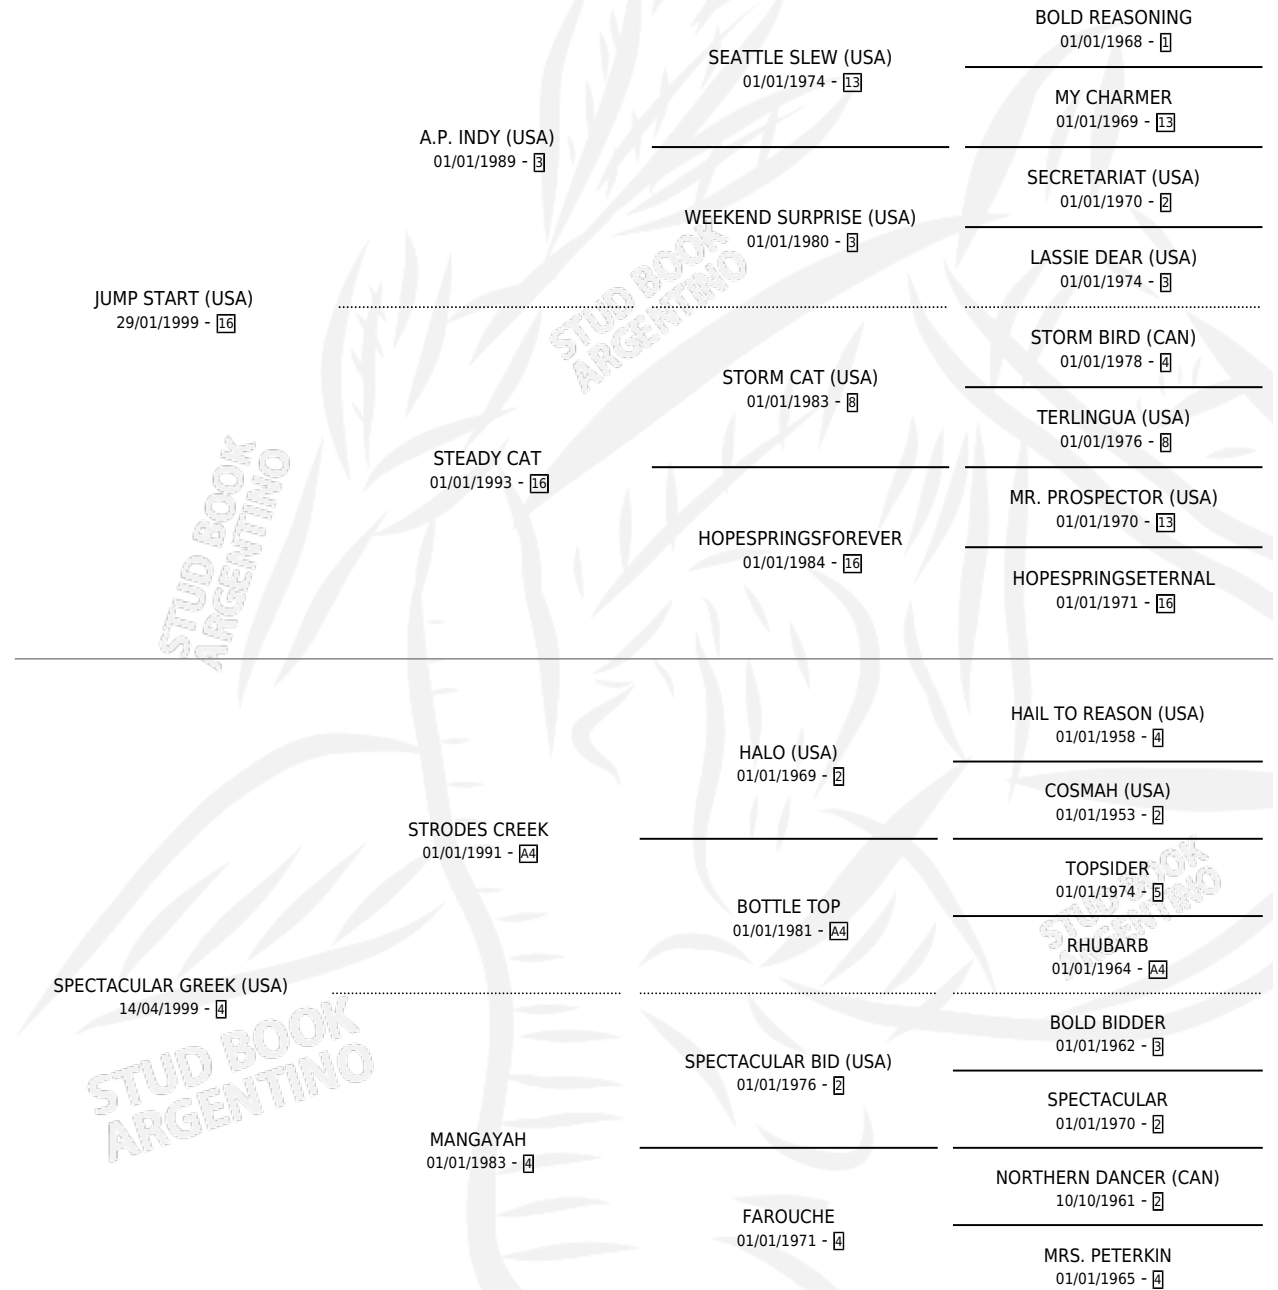 BOLD REASONING
01/01/1968 - 1
SEATTLE SLEW (USA)
01/01/1974 - 13
MY CHARMER
01/01/1969 - 13
A.P. INDY (USA)
01/01/1989 - 3
SECRETARIAT (USA)
01/01/1970 - 2
WEEKEND SURPRISE (USA)
01/01/1980 - 3
LASSIE DEAR (USA)
01/01/1974 - 3
JUMP START (USA)
29/01/1999 - 16
STORM BIRD (CAN)
01/01/1978 - 4
STORM CAT (USA)
01/01/1983 - 8
TERLINGUA (USA)
01/01/1976 - 8
STEADY CAT
01/01/1993 - 16
MR. PROSPECTOR (USA)
01/01/1970 - 13
HOPESPRINGSFOREVER
01/01/1984 - 16
HOPESPRINGSETERNAL
01/01/1971 - 16
HAIL TO REASON (USA)
01/01/1958 - 4
HALO (USA)
01/01/1969 - 2
COSMAH (USA)
01/01/1953 - 2
STRODES CREEK
01/01/1991 - A4
TOPSIDER
01/01/1974 - 5
BOTTLE TOP
01/01/1981 - A4
RHUBARB
01/01/1964 - A4
SPECTACULAR GREEK (USA)
14/04/1999 - 4
BOLD BIDDER
01/01/1962 - 3
SPECTACULAR BID (USA)
01/01/1976 - 2
SPECTACULAR
01/01/1970 - 2
MANGAYAH
01/01/1983 - 4
NORTHERN DANCER (CAN)
10/10/1961 - 2
FAROUCHE
01/01/1971 - 4
MRS. PETERKIN
01/01/1965 - 4
STUD BOOK
ARGENTINO
STUD BOOK
ARGENTINO
STUD BOOK
ARGENTINO
STUD BOOK
ARGENTINO